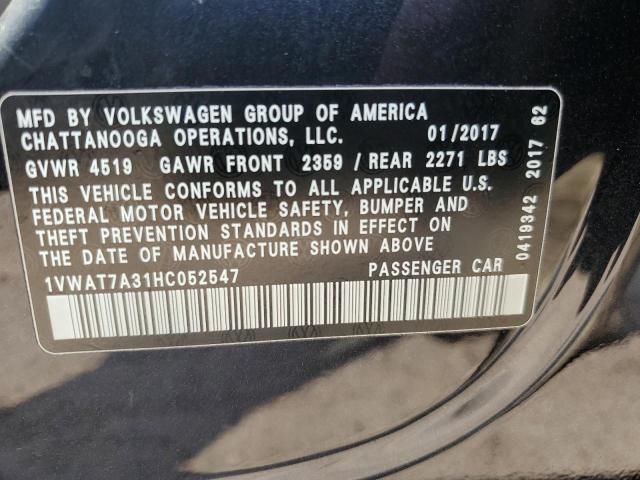 MFD BY VOLKSWAGEN GROUP OF AMERICA
CHATTANOOGA OPERATIONS, LLC. 01/2017
GVWR 4519 GAWR FRONT 2359 / REAR 2271 LBS
THIS VEHICLE CONFORMS TO ALL APPLICABLE U.S.
FEDERAL MOTOR VEHICLE SAFETY, BUMPER AND
THEFT PREVENTION STANDARDS IN EFFECT ON
THE DATE OF MANUFACTURE SHOWN ABOVE
1VWAT7A31HC052547 PASSENGER CAR
0419342 2017 62